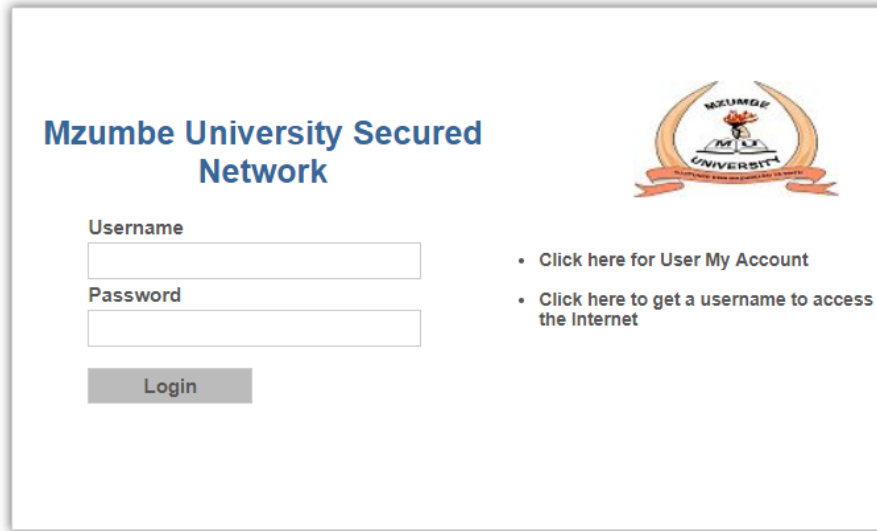 Mzumbe University Secured
Network
Username
Password
Login
MZUMBE
MU
UNIVERSITY
• Click here for User My Account
• Click here to get a username to access
the Internet